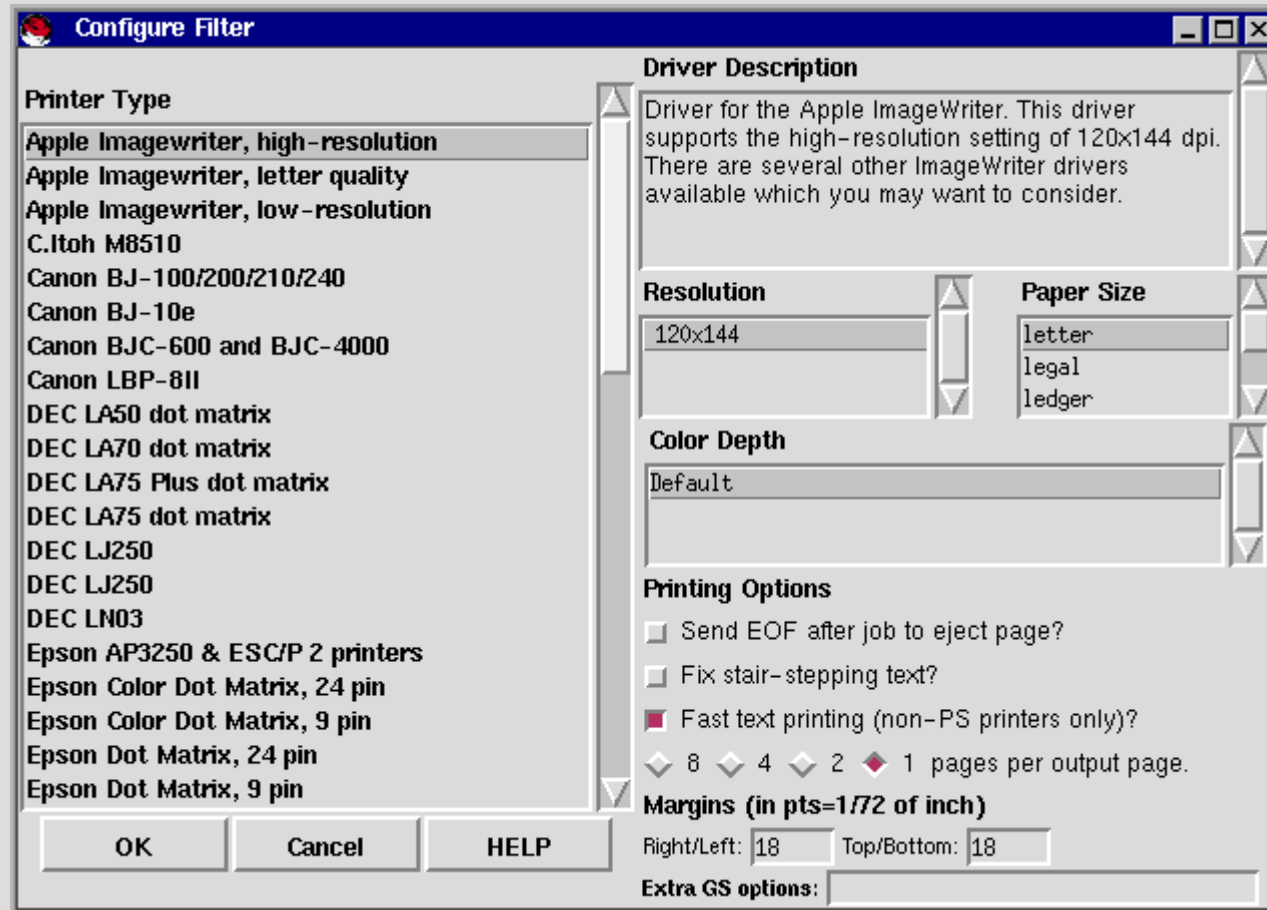 Configure Filter
Printer Type
Apple Imagewriter, high-resolution
Apple Imagewriter, letter quality
Apple Imagewriter, low-resolution
C.Itoh M8510
Canon BJ-100/200/210/240
Canon BJ-10e
Canon BJC-600 and BJC-4000
Canon LBP-8II
DEC LA50 dot matrix
DEC LA70 dot matrix
DEC LA75 Plus dot matrix
DEC LA75 dot matrix
DEC LJ250
DEC LJ250
DEC LN03
Epson AP3250 & ESC/P 2 printers
Epson Color Dot Matrix, 24 pin
Epson Color Dot Matrix, 9 pin
Epson Dot Matrix, 24 pin
Epson Dot Matrix, 9 pin
OK Cancel HELP
Driver Description
Driver for the Apple ImageWriter. This driver
supports the high-resolution setting of 120x144 dpi.
There are several other ImageWriter drivers
available which you may want to consider.
Resolution
120x144
Paper Size
letter
legal
ledger
Color Depth
Default
Printing Options
Send EOF after job to eject page?
Fix stair-stepping text?
Fast text printing (non-PS printers only)?
8 4 2 1 pages per output page.
Margins (in pts=1/72 of inch)
Right/Left: 18 Top/Bottom: 18
Extra GS options: